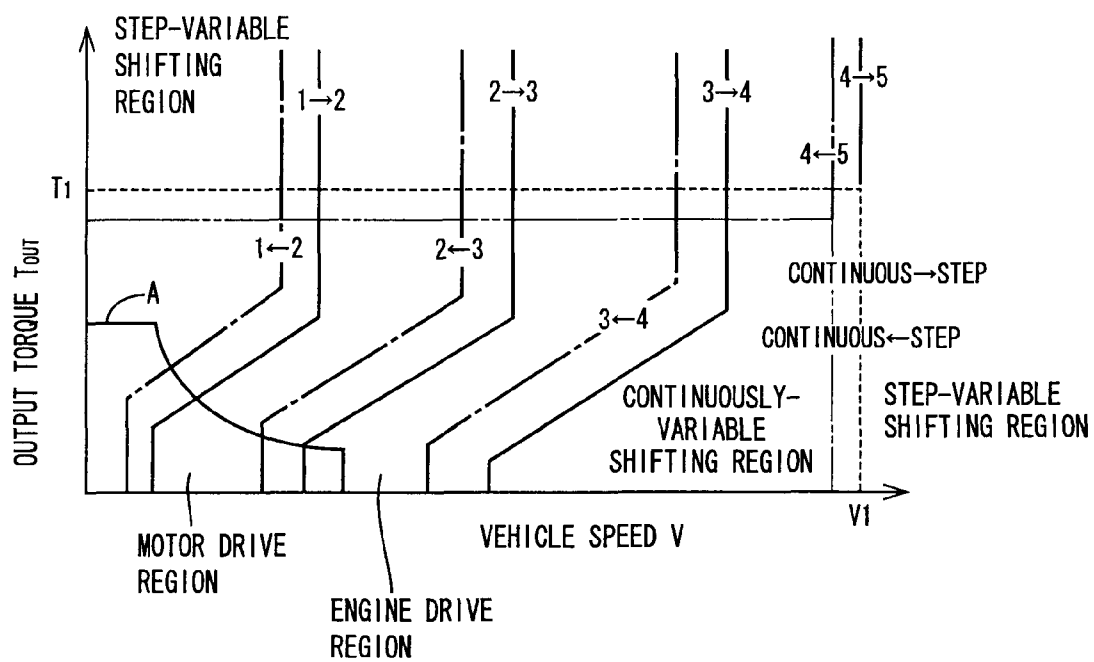 STEP-VARIABLE
SHIFTING
REGION
1→2
2→3
3→4
4→5
4←5
T1
1←2
2←3
3←4
CONTINUOUS→STEP
CONTINUOUS←STEP
A
OUTPUT TORQUE TOUT
CONTINUOUSLY-
VARIABLE
SHIFTING REGION
STEP-VARIABLE
SHIFTING REGION
V1
VEHICLE SPEED V
MOTOR DRIVE
REGION
ENGINE DRIVE
REGION